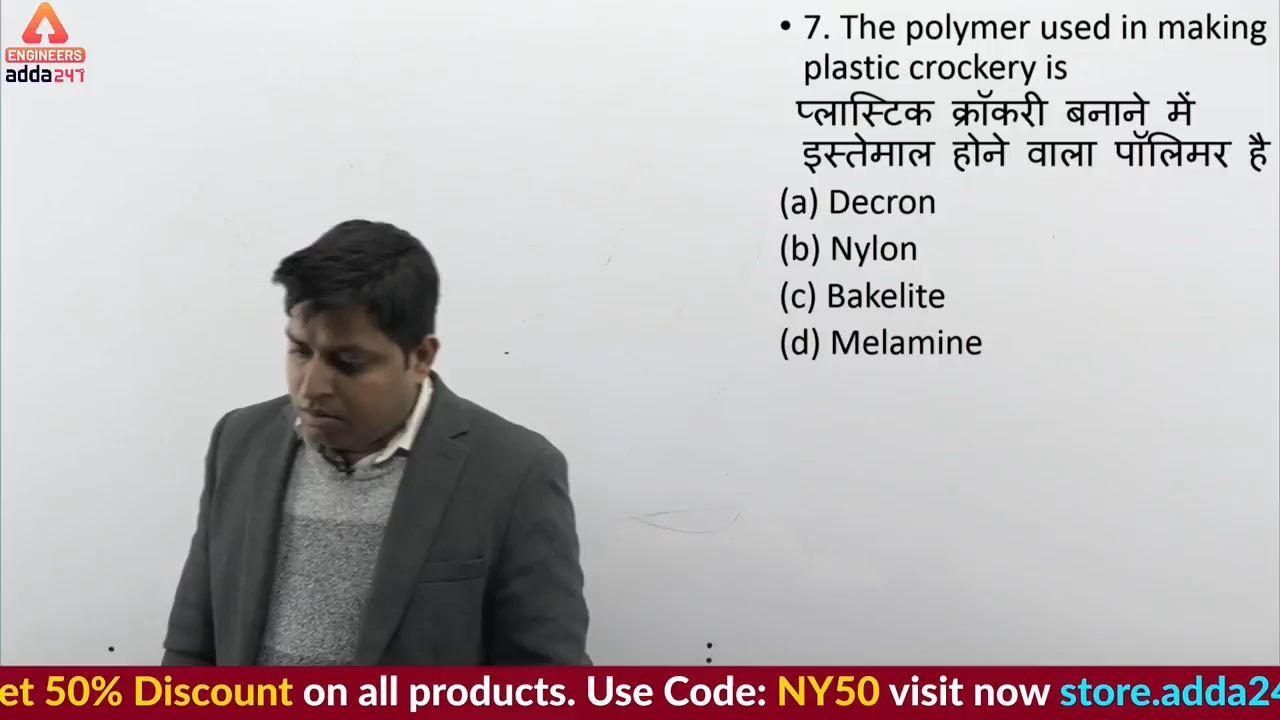 ENGINEERS
adda247
• 7. The polymer used in making
plastic crockery is
प्लास्टिक क्रॉकरी बनाने में
इस्तेमाल होने वाला पॉलिमर है
(a) Decron
(b) Nylon
(c) Bakelite
(d) Melamine
et 50% Discount on all products. Use Code: NY50 visit now store.adda24